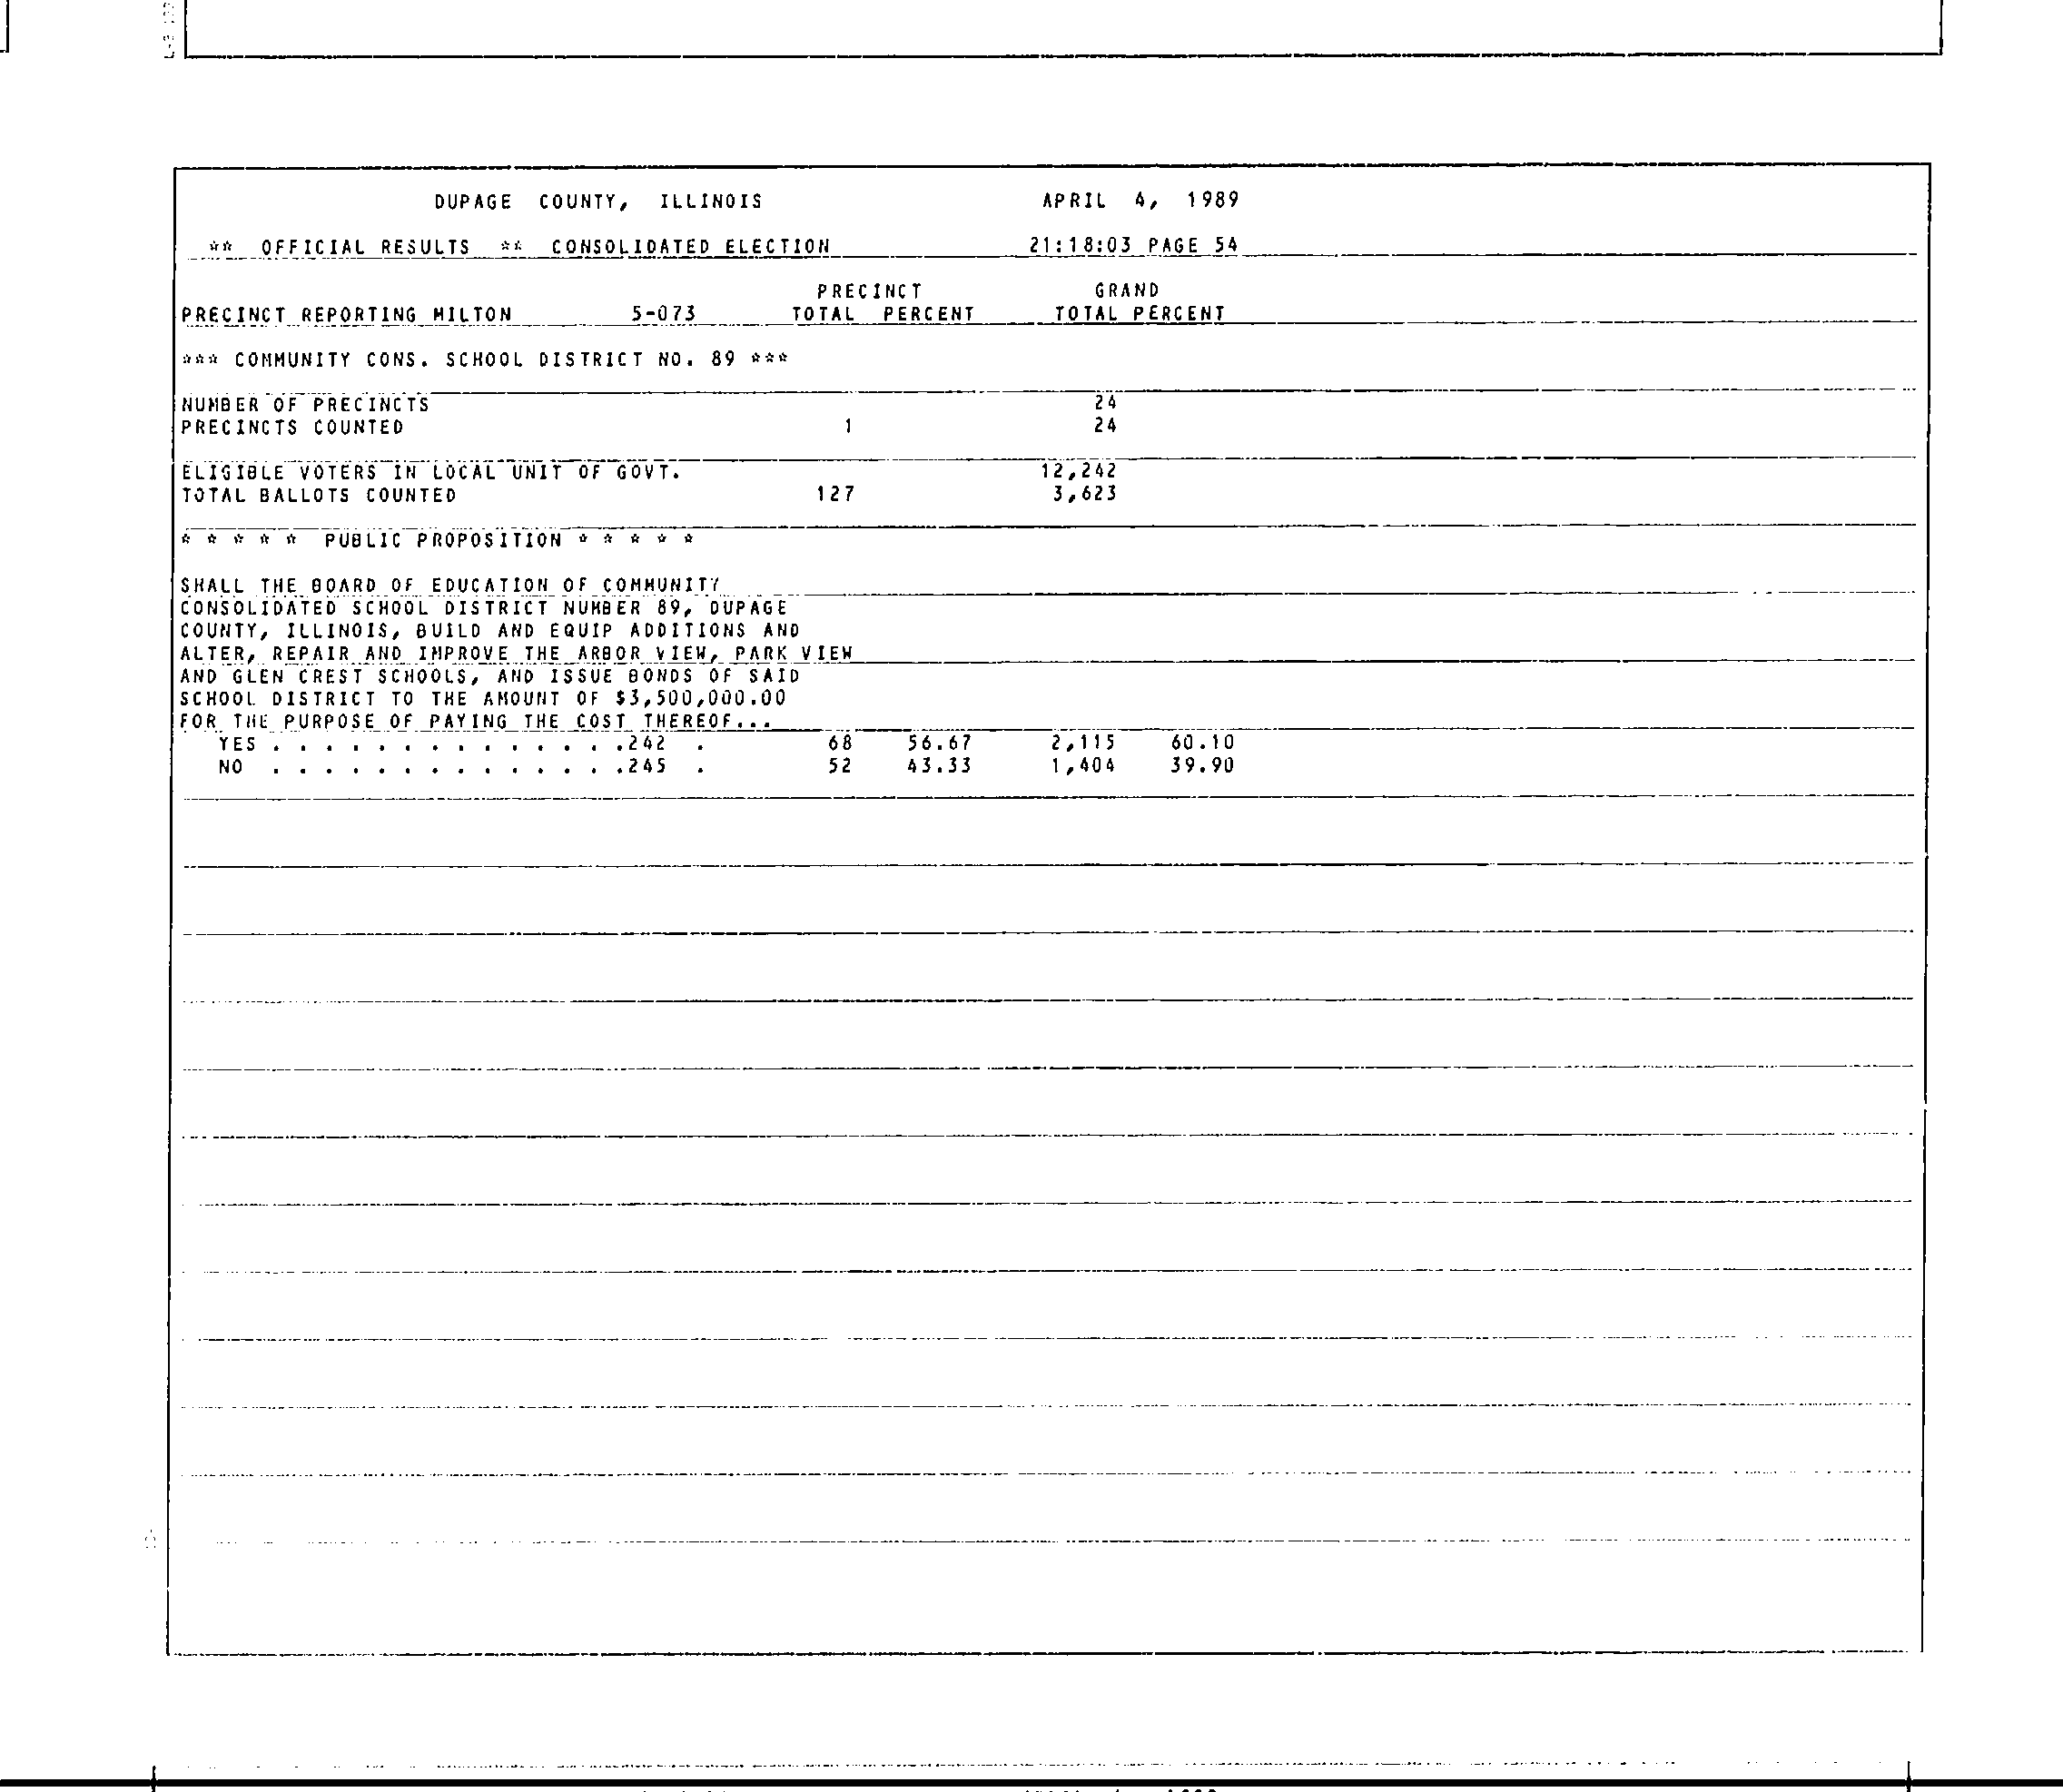 DUPAGE COUNTY, ILLINOIS APRIL 4, 1989
** OFFICIAL RESULTS ** CONSOLIDATED ELECTION 21:18:03 PAGE 54
PRECINCT GRAND
PRECINCT REPORTING MILTON 5-073 TOTAL PERCENT TOTAL PERCENT
*** COMMUNITY CONS. SCHOOL DISTRICT NO. 89 ***
NUMBER OF PRECINCTS 24
PRECINCTS COUNTED 1 24
ELIGIBLE VOTERS IN LOCAL UNIT OF GOVT. 12,242
TOTAL BALLOTS COUNTED 127 3,623
* * * * * PUBLIC PROPOSITION * * * * *
SHALL THE BOARD OF EDUCATION OF COMMUNITY
CONSOLIDATED SCHOOL DISTRICT NUMBER 89, DUPAGE
COUNTY, ILLINOIS, BUILD AND EQUIP ADDITIONS AND
ALTER, REPAIR AND IMPROVE THE ARBOR VIEW, PARK VIEW
AND GLEN CREST SCHOOLS, AND ISSUE BONDS OF SAID
SCHOOL DISTRICT TO THE AMOUNT OF $3,500,000.00
FOR THE PURPOSE OF PAYING THE COST THEREOF...
YES . . . . . . . . . . . . . . .242 . 68 56.67 2,115 60.10
NO . . . . . . . . . . . . . . .245 . 52 43.33 1,404 39.90